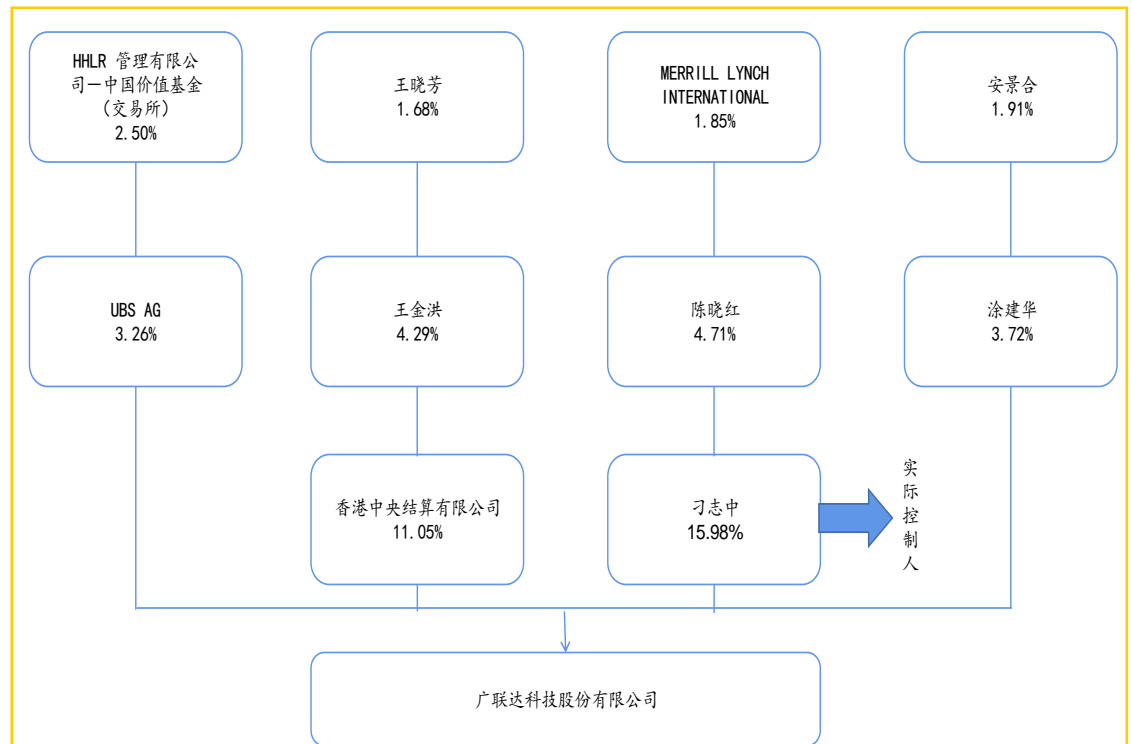 HHLR 管理有限公
司－中国价值基金
(交易所)
2.50%
王晓芳
1.68%
MERRILL LYNCH
INTERNATIONAL
1.85%
安景合
1.91%
UBS AG
3.26%
王金洪
4.29%
陈晓红
4.71%
涂建华
3.72%
香港中央结算有限公司
11.05%
刁志中
15.98%
实
际
控
制
人
广联达科技股份有限公司